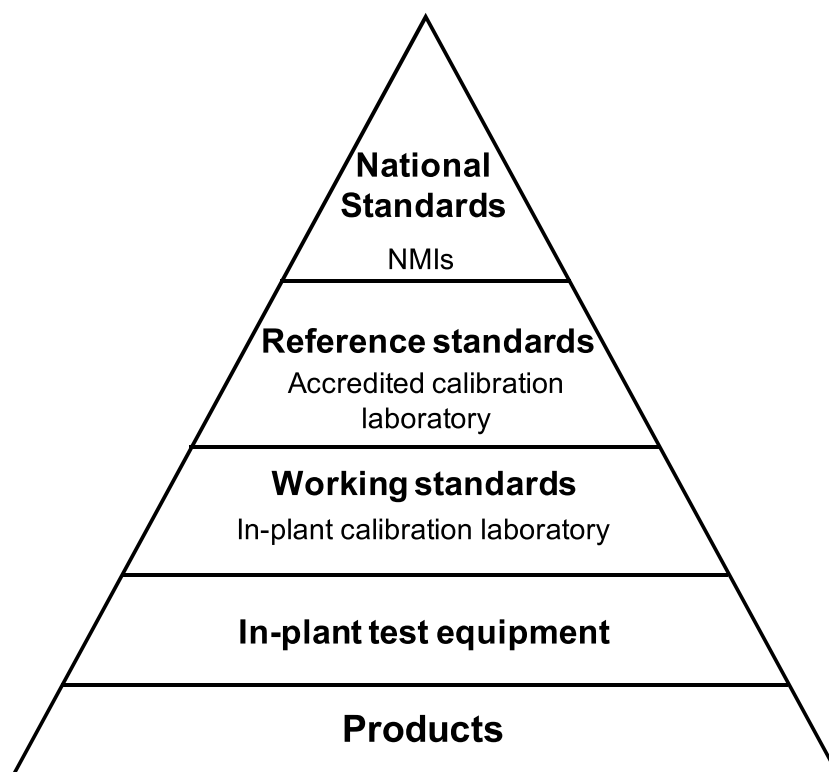 National
Standards
NMIs
Reference standards
Accredited calibration
laboratory
Working standards
In-plant calibration laboratory
In-plant test equipment
Products